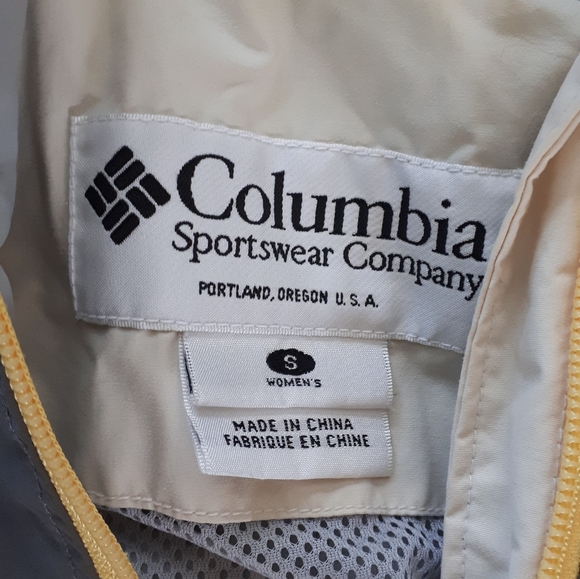 Columbia
Sportswear Company
PORTLAND, OREGON U.S.A.
S
WOMEN'S
MADE IN CHINA
FABRIQUE EN CHINE